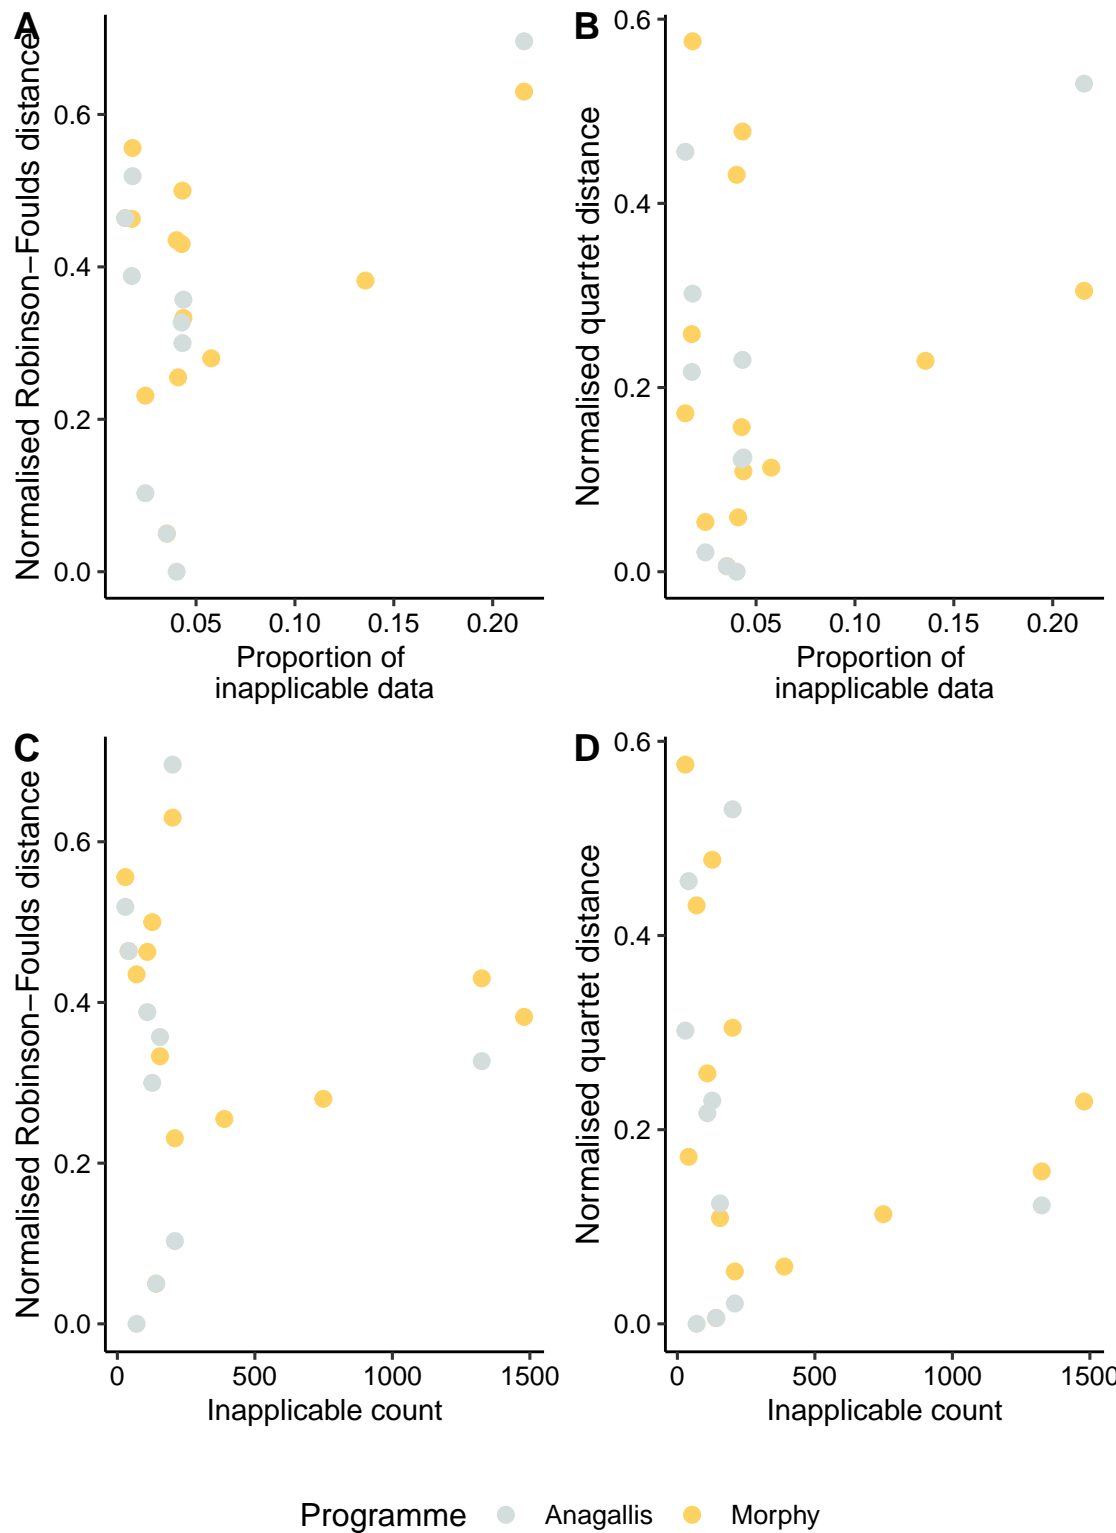 A
Normalised Robinson−Foulds distance
0.6
0.4
0.2
0.0
0.05 0.10 0.15 0.20
Proportion of
inapplicable data
B
Normalised quartet distance
0.6
0.4
0.2
0.0
0.05 0.10 0.15 0.20
Proportion of
inapplicable data
C
Normalised Robinson−Foulds distance
0.6
0.4
0.2
0.0
0 500 1000 1500
Inapplicable count
D
Normalised quartet distance
0.6
0.4
0.2
0.0
0 500 1000 1500
Inapplicable count
Programme Anagallis Morphy